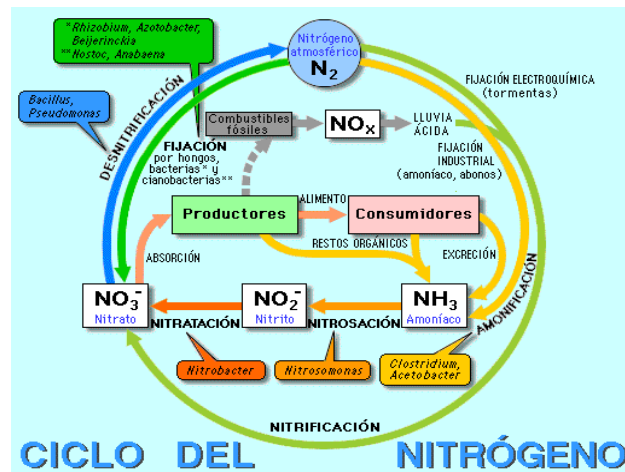 * Rhizobium, Azotobacter,
Beijerinckia
** Nostoc, Anabaena
Nitrógeno
atmosférico
N2
Bacillus,
Pseudomonas
DESNITRIFICACIÓN
FIJACIÓN
por hongos,
bacterias* y
cianobacterias**
Combustibles
fósiles
NOx
LLUVIA
ÁCIDA
FIJACIÓN ELECTROQUÍMICA
(tormentas)
FIJACIÓN
INDUSTRIAL
(amoníaco, abonos)
Productores
ALIMENTO
Consumidores
RESTOS ORGÁNICOS
EXCRECIÓN
ABSORCIÓN
AMONIFICACIÓN
NO3-
Nitrato
NITRATACIÓN
NO2-
Nitrito
NITROSACIÓN
NH3
Amoníaco
Nitrobacter
Nitrosomonas
Clostridium,
Acetobacter
NITRIFICACIÓN
CICLO DEL NITRÓGENO